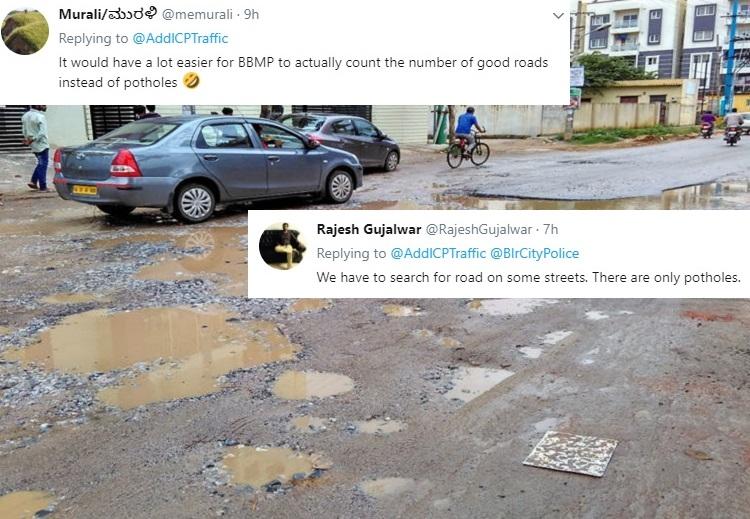 Murali/ಮುರಳಿ @memurali · 9h
Replying to @AddlCPTraffic
It would have a lot easier for BBMP to actually count the number of good roads
instead of potholes 🤣
Rajesh Gujalwar @RajeshGujalwar · 7h
Replying to @AddlCPTraffic @BlrCityPolice
We have to search for road on some streets. There are only potholes.